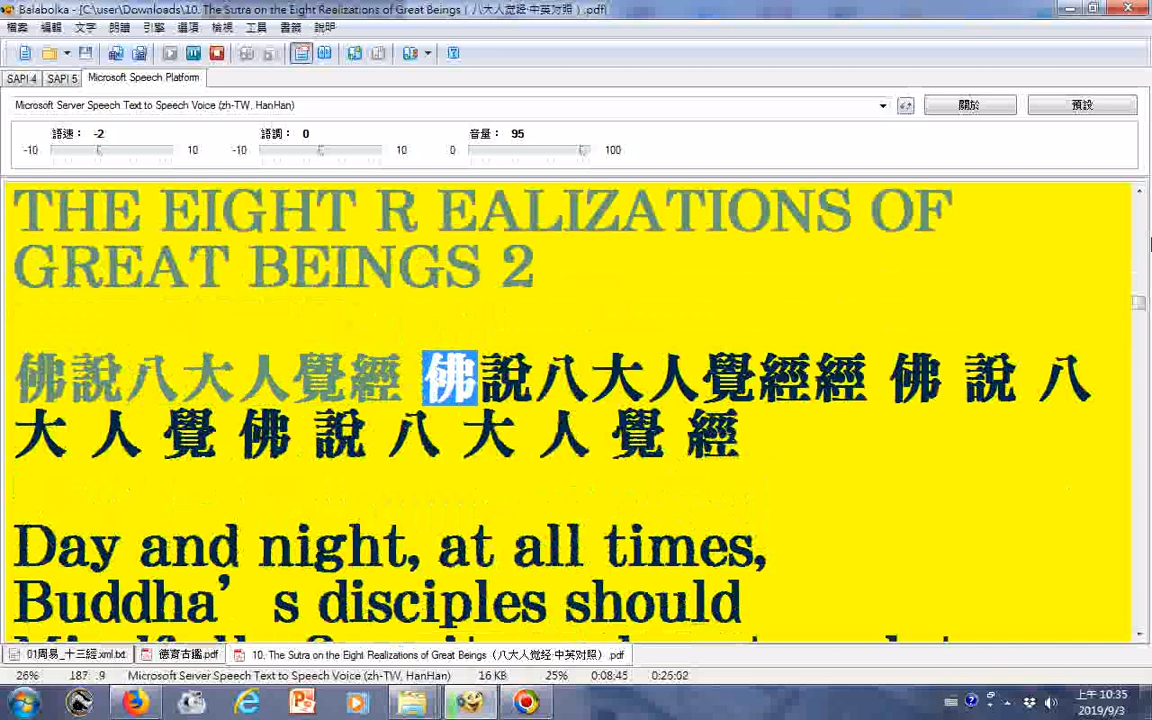 Balabolka - [C:\user\Downloads\10. The Sutra on the Eight Realizations of Great Beings（八大人觉经·中英对照）.pdf]
檔案 編輯 文字 朗讀 引擎 選項 檢視 工具 書籤 說明
SAPI 4 SAPI 5 Microsoft Speech Platform
Microsoft Server Speech Text to Speech Voice (zh-TW, HanHan) 關於 預設
語速： -2 語調： 0 音量： 95
-10 10 -10 10 0 100
THE EIGHT R EALIZATIONS OF
GREAT BEINGS 2
佛說八大人覺經 佛說八大人覺經經 佛 說 八
大 人 覺 佛 說 八 大 人 覺 經
Day and night, at all times,
Buddha’ s disciples should
01周易_十三經.xml.txt 德育古鑑.pdf 10. The Sutra on the Eight Realizations of Great Beings（八大人觉经·中英对照）.pdf
26% 187 :9 Microsoft Server Speech Text to Speech Voice (zh-TW, HanHan) 16 KB 25% 0:08:45 0:26:02
上午 10:35
2019/9/3